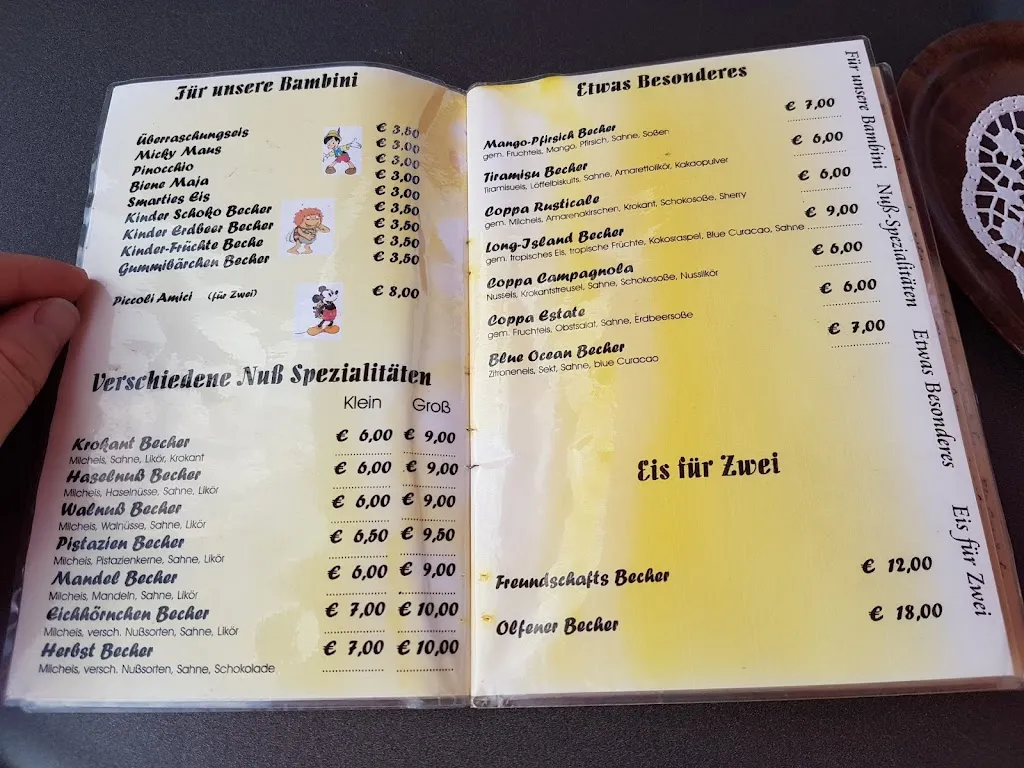 Für unsere Bambini
Überraschungseis € 3,50
Micky Maus € 3,00
Pinocchio € 3,00
Biene Maja € 3,00
Smarties Eis € 3,00
Kinder Schoko Becher € 3,50
Kinder Erdbeer Becher € 3,50
Kinder-Früchte Beche € 3,50
Gummibärchen Becher € 3,50
Piccoli Amici (für Zwei) € 8,00
Verschiedene Nuß Spezialitäten
Klein Groß
Krokant Becher € 6,00 € 9,00
Milcheis, Sahne, Likör, Krokant
Haselnuß Becher € 6,00 € 9,00
Milcheis, Haselnüsse, Sahne, Likör
Walnuß Becher € 6,00 € 9,00
Milcheis, Walnüsse, Sahne, Likör
Pistazien Becher € 6,50 € 9,50
Milcheis, Pistazienkerne, Sahne, Likör
Mandel Becher € 6,00 € 9,00
Milcheis, Mandeln, Sahne, Likör
Eichhörnchen Becher € 7,00 € 10,00
Milcheis, versch. Nußsorten, Sahne, Likör
Herbst Becher € 7,00 € 10,00
Milcheis, versch. Nußsorten, Sahne, Schokolade
Etwas Besonderes
Mango-Pfirsich Becher € 7,00
gem. Fruchteis, Mango, Pfirsich, Sahne, Soßen
Tiramisu Becher € 6,00
Tiramisueis, Löffelbiskuits, Sahne, Amarettolikör, Kakaopulver
Coppa Rusticale € 6,00
gem. Milcheis, Amarenakirschen, Krokant, Schokosoße, Sherry
Long-Island Becher € 9,00
gem. tropisches Eis, tropische Früchte, Kokosraspel, Blue Curacao, Sahne
Coppa Campagnola € 6,00
Nusseis, Krokantstreusel, Sahne, Schokosoße, Nusslikör
Coppa Estate € 6,00
gem. Fruchteis, Obstsalat, Sahne, Erdbeersoße
Blue Ocean Becher € 7,00
Zitroneneis, Sekt, Sahne, blue Curacao
Eis für Zwei
Freundschafts Becher € 12,00
Olfener Becher € 18,00
Für unsere Bambini Nuß-Spezialitäten Etwas Besonderes Eis für Zwei